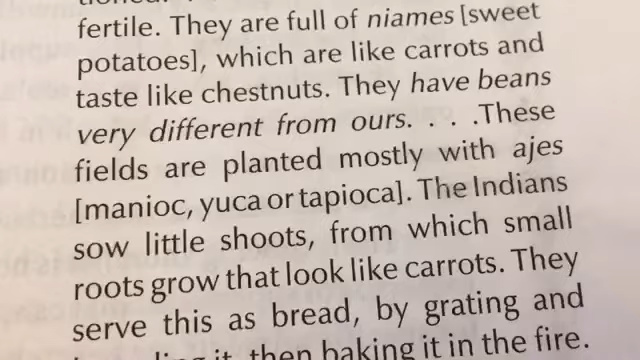 fertile. They are full of niames [sweet
potatoes], which are like carrots and
taste like chestnuts. They have beans
very different from ours. . . .These
fields are planted mostly with ajes
[manioc, yuca or tapioca]. The Indians
sow little shoots, from which small
roots grow that look like carrots. They
serve this as bread, by grating and
it, then baking it in the fire.